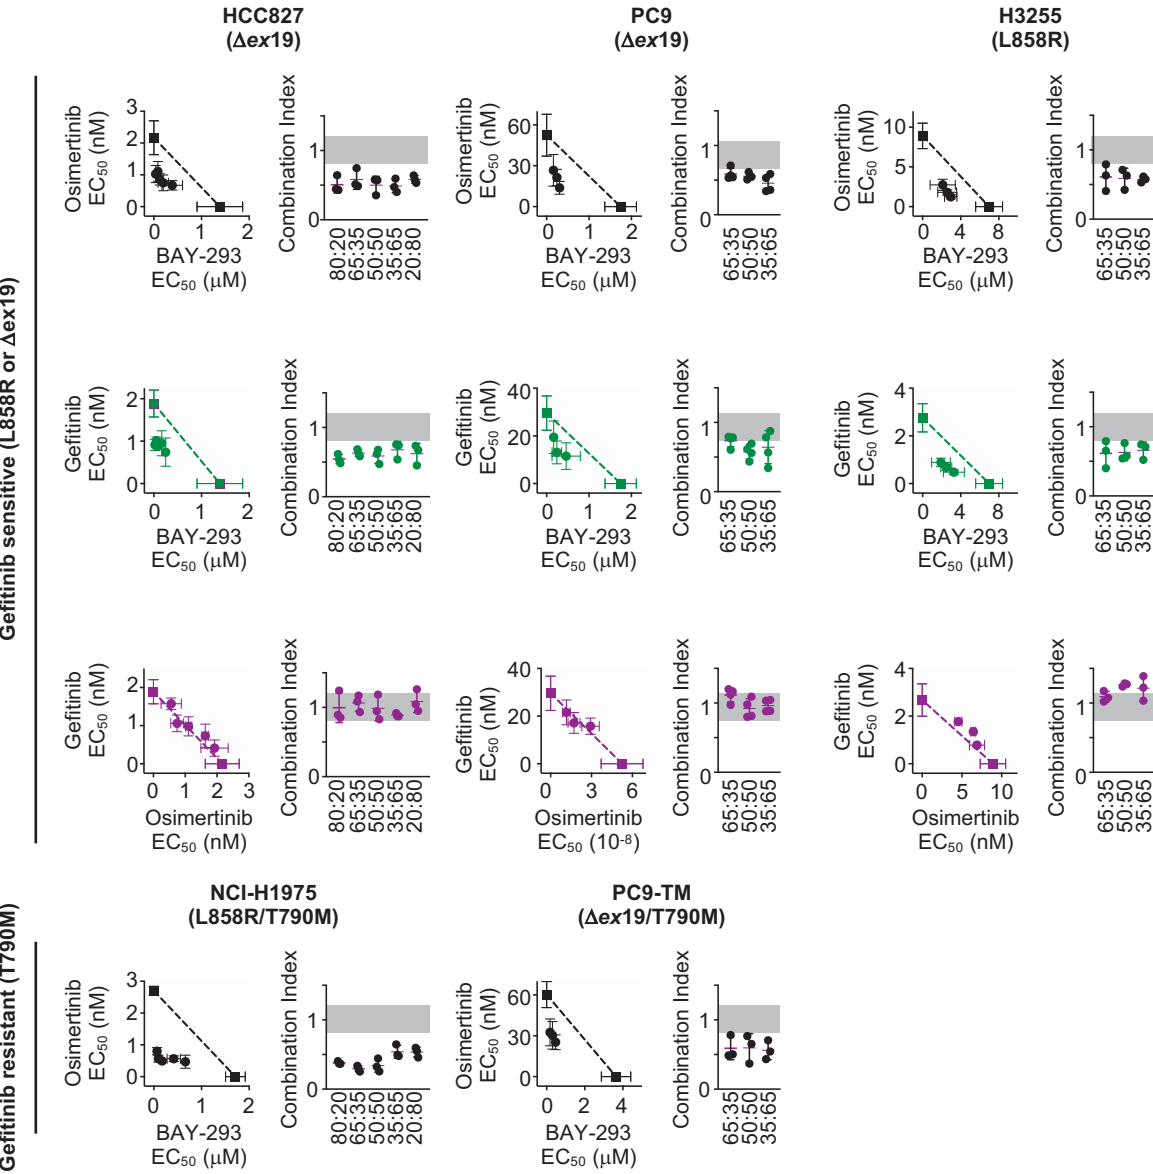 HCC827
(Δex19)
PC9
(Δex19)
H3255
(L858R)
Gefitinib sensitive (L858R or Δex19)
Osimertinib
EC50 (nM)
3
2
1
0
0 1 2
BAY-293
EC50 (μM)
Combination Index
1
0
80:20
65:35
50:50
35:65
20:80
Osimertinib
EC50 (nM)
60
30
0
0 1 2
BAY-293
EC50 (μM)
Combination Index
1
0
65:35
50:50
35:65
Osimertinib
EC50 (nM)
10
5
0
0 4 8
BAY-293
EC50 (μM)
Combination Index
1
0
65:35
50:50
35:65
Gefitinib
EC50 (nM)
2
1
0
0 1 2
BAY-293
EC50 (μM)
Combination Index
1
0
80:20
65:35
50:50
35:65
20:80
Gefitinib
EC50 (nM)
40
20
0
0 1 2
BAY-293
EC50 (μM)
Combination Index
1
0
65:35
50:50
35:65
Gefitinib
EC50 (nM)
4
2
0
0 4 8
BAY-293
EC50 (μM)
Combination Index
1
0
65:35
50:50
35:65
Gefitinib
EC50 (nM)
2
1
0
0 1 2 3
Osimertinib
EC50 (nM)
Combination Index
1
0
80:20
65:35
50:50
35:65
20:80
Gefitinib
EC50 (nM)
40
20
0
0 3 6
Osimertinib
EC50 (10-8)
Combination Index
1
0
65:35
50:50
35:65
Gefitinib
EC50 (nM)
4
2
0
0 5 10
Osimertinib
EC50 (nM)
Combination Index
1
0
65:35
50:50
35:65
Gefitinib resistant (T790M)
NCI-H1975
(L858R/T790M)
PC9-TM
(Δex19/T790M)
Osimertinib
EC50 (nM)
3
2
1
0
0 1 2
BAY-293
EC50 (μM)
Combination Index
1
0
80:20
65:35
50:50
35:65
20:80
Osimertinib
EC50 (nM)
60
30
0
0 2 4
BAY-293
EC50 (μM)
Combination Index
1
0
65:35
50:50
35:65